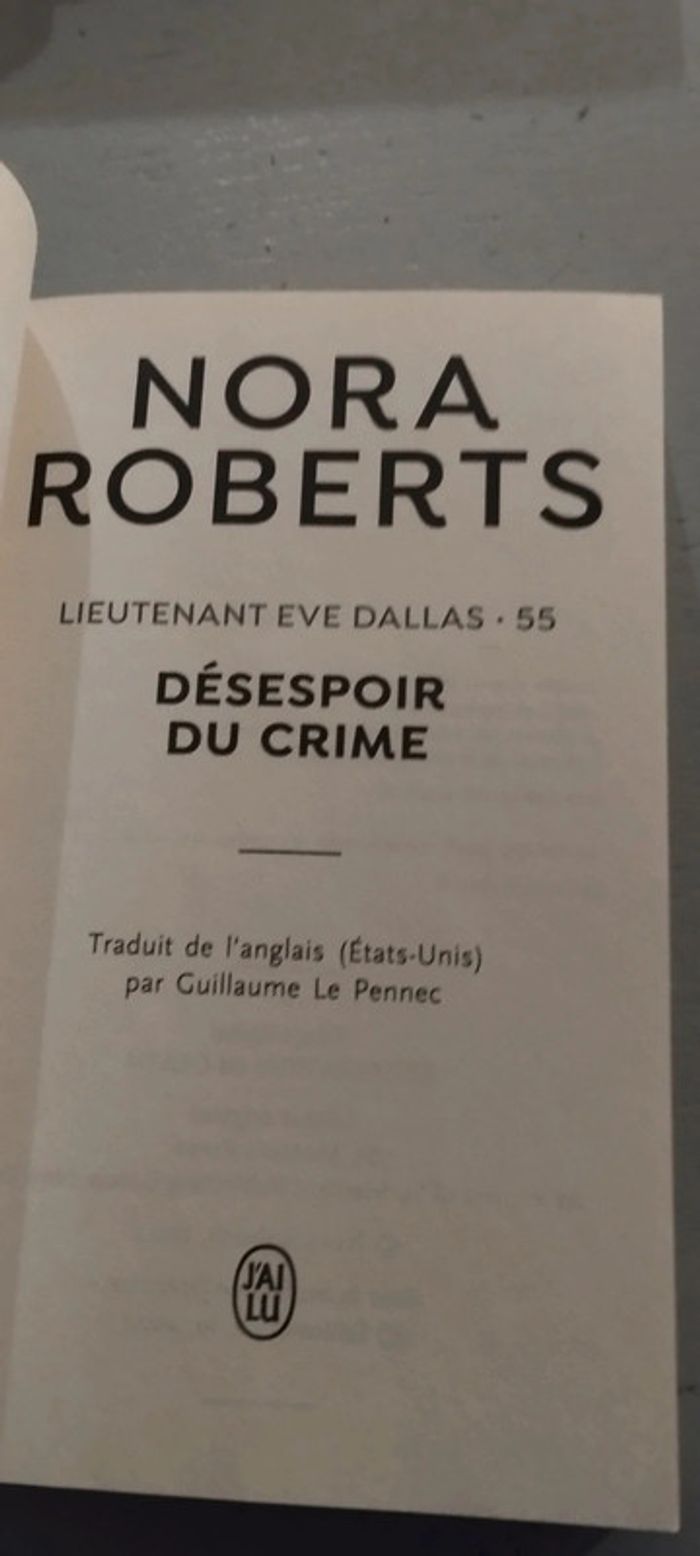 NORA
ROBERTS
LIEUTENANT EVE DALLAS · 55
DÉSESPOIR
DU CRIME
Traduit de l'anglais (États-Unis)
par Guillaume Le Pennec
J'AI
LU